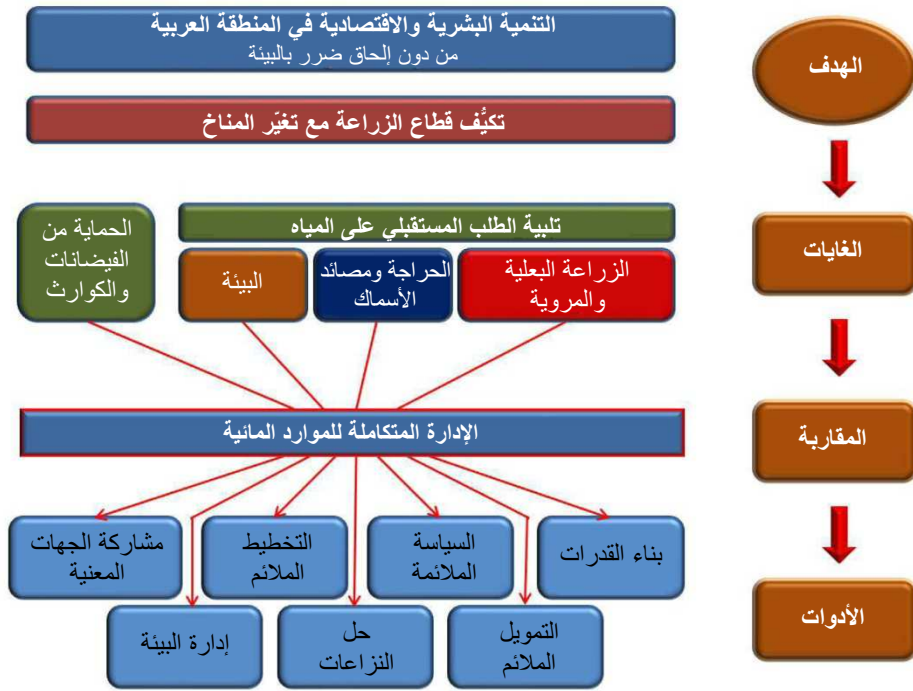 التنمية البشرية والاقتصادية في المنطقة العربية
من دون إلحاق ضرر بالبيئة
الهدف
تكيُّف قطاع الزراعة مع تغيّر المناخ
الغايات
تلبية الطلب المستقبلي على المياه
الحماية من
الفيضانات
والكوارث
الزراعة البعلية
والمروية
الحراجة ومصائد
الأسماك
البيئة
المقاربة
الإدارة المتكاملة للموارد المائية
الأدوات
بناء القدرات
السياسة
الملائمة
التخطيط
الملائم
مشاركة الجهات
المعنية
التمويل
الملائم
حل
النزاعات
إدارة البيئة